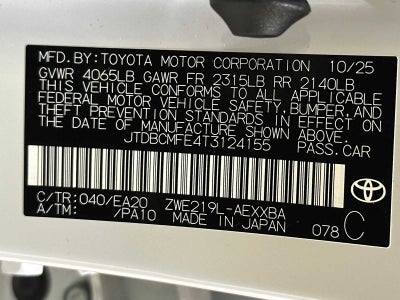 MFD.BY:TOYOTA MOTOR CORPORATION 10/25
GVWR 4065LB GAWR FR 2315LB RR 2140LB
THIS VEHICLE CONFORMS TO ALL APPLICABLE
FEDERAL MOTOR VEHICLE SAFETY,BUMPER,AND
THEFT PREVENTION STANDARDS IN EFFECT ON
THE DATE OF MANUFACTURE SHOWN ABOVE.
JTDBCMFE4T3124155 PASS.CAR
C/TR:040/EA20 ZWE219L-AEXXBA
A/TM: /PA10 MADE IN JAPAN 078 C
TOYOTA